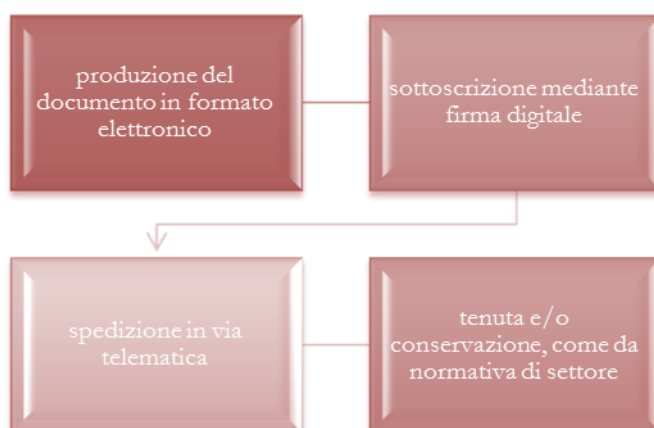 produzione del
documento in formato
elettronico
sottoscrizione mediante
firma digitale
spedizione in via
telematica
tenuta e/o
conservazione, come da
normativa di settore